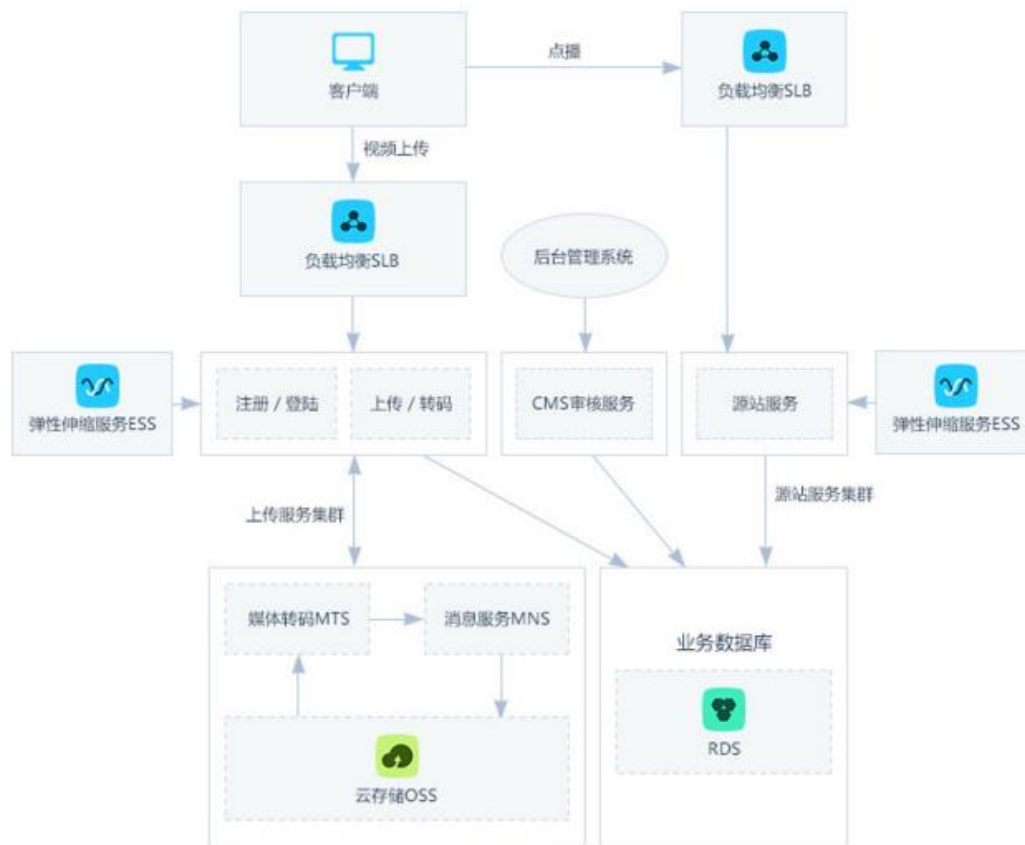 点播
客户端
负载均衡SLB
视频上传
负载均衡SLB
后台管理系统
弹性伸缩服务ESS
注册 / 登陆
上传 / 转码
CMS审核服务
源站服务
弹性伸缩服务ESS
上传服务集群
源站服务集群
媒体转码MTS
消息服务MNS
业务数据库
RDS
云存储OSS